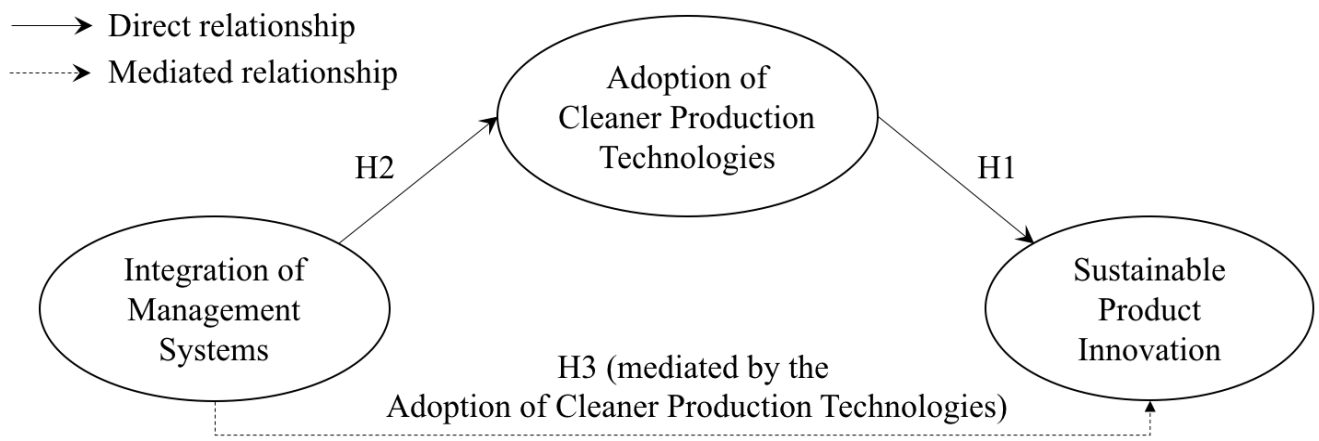 Direct relationship
Mediated relationship
Adoption of
Cleaner Production
Technologies
H2
H1
Integration of
Management
Systems
Sustainable
Product
Innovation
H3 (mediated by the
Adoption of Cleaner Production Technologies)